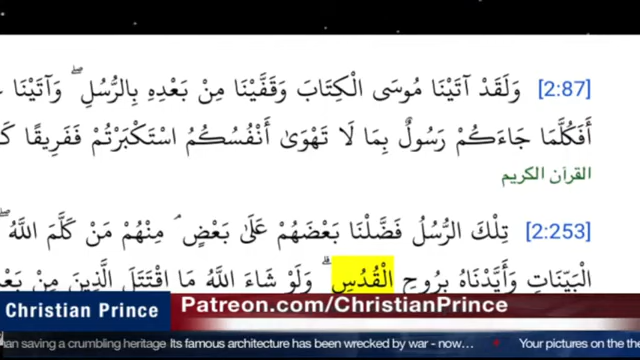 [2:87] وَلَقَدْ آتَيْنَا مُوسَى الْكِتَابَ وَقَفَّيْنَا مِنْ بَعْدِهِ بِالرُّسُلِ ۖ وَآتَيْنَا
أَفَكُلَّمَا جَاءَكُمْ رَسُولٌ بِمَا لَا تَهْوَىٰ أَنْفُسُكُمُ اسْتَكْبَرْتُمْ فَفَرِيقًا
القرآن الكريم
[2:253] تِلْكَ الرُّسُلُ فَضَّلْنَا بَعْضَهُمْ عَلَىٰ بَعْضٍ ۘ مِنْهُمْ مَنْ كَلَّمَ اللَّهُ ۖ
الْبَيِّنَاتِ وَأَيَّدْنَاهُ بِرُوحِ الْقُدُسِ ۗ وَلَوْ شَاءَ اللَّهُ مَا اقْتَتَلَ الَّذِينَ مِنْ
Christian Prince
Patreon.com/ChristianPrince
saving a crumbling heritage Its famous architecture has been wrecked by war - now… • Your pictures on the